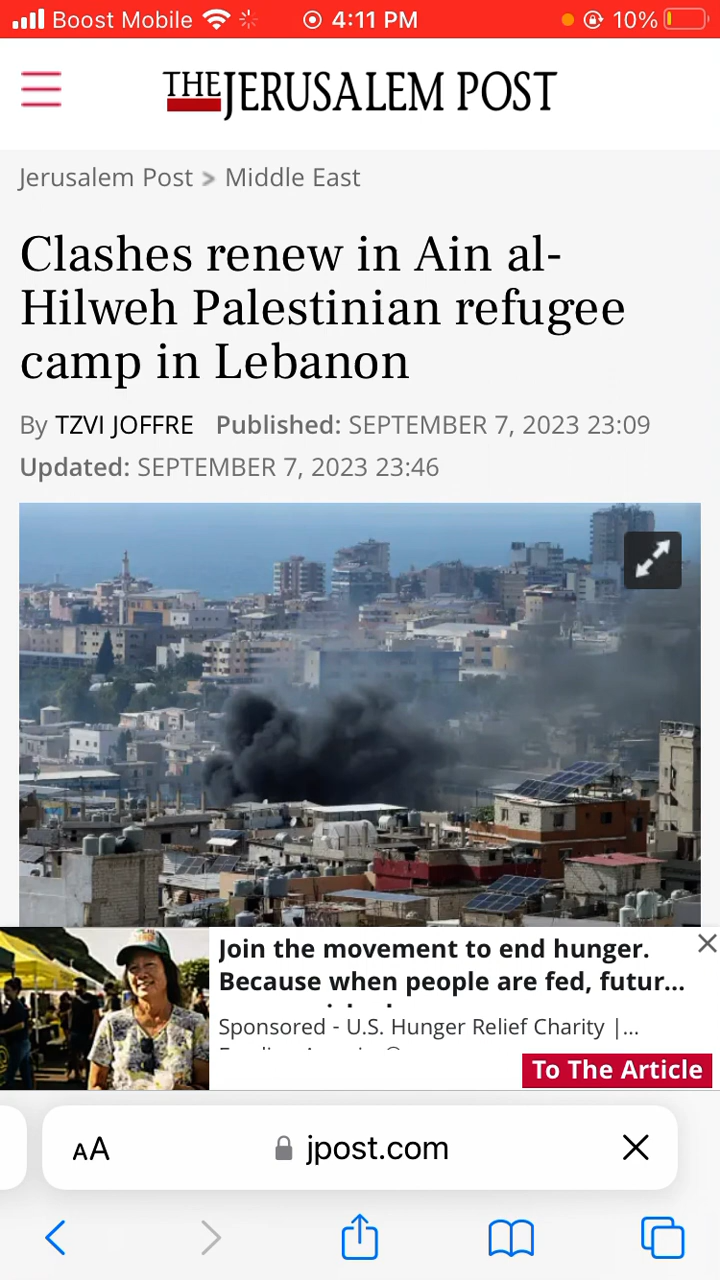 Boost Mobile 4:11 PM 10%
THE JERUSALEM POST
Jerusalem Post > Middle East
Clashes renew in Ain al-
Hilweh Palestinian refugee
camp in Lebanon
By TZVI JOFFRE Published: SEPTEMBER 7, 2023 23:09
Updated: SEPTEMBER 7, 2023 23:46
Join the movement to end hunger.
Because when people are fed, futur...
Sponsored - U.S. Hunger Relief Charity |...
To The Article
AA jpost.com